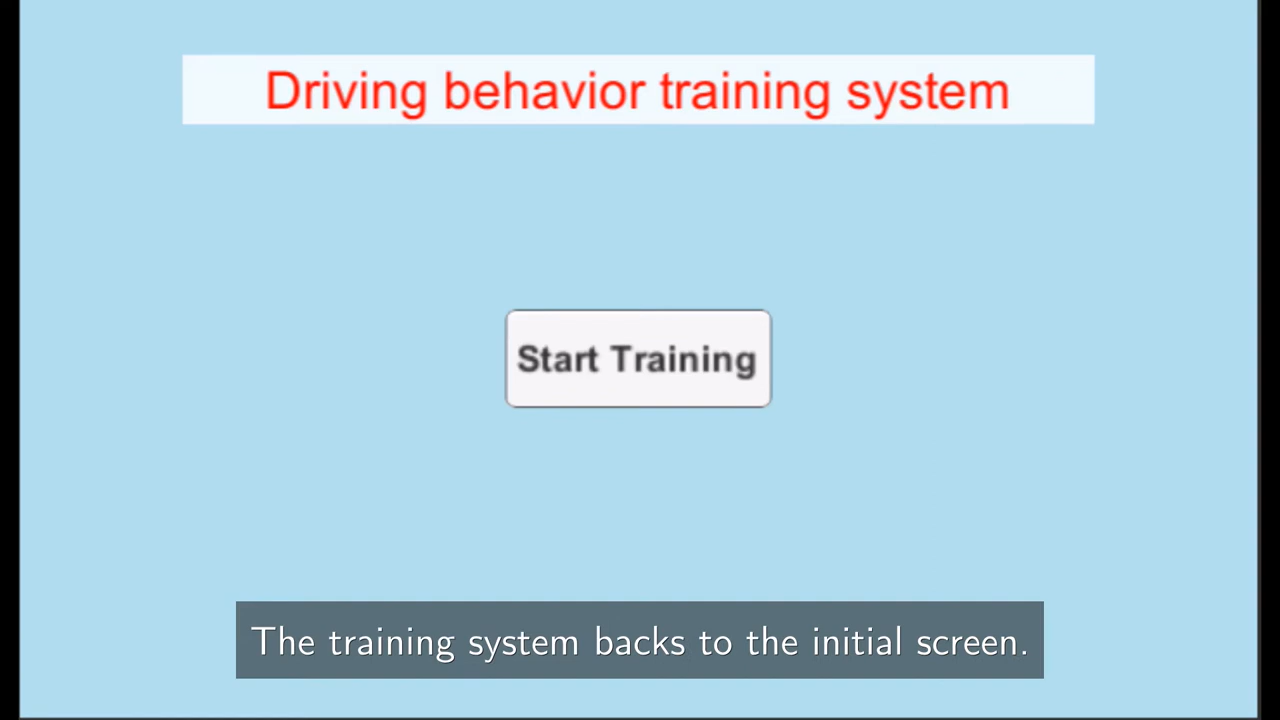 Driving behavior training system
Start Training
The training system backs to the initial screen.